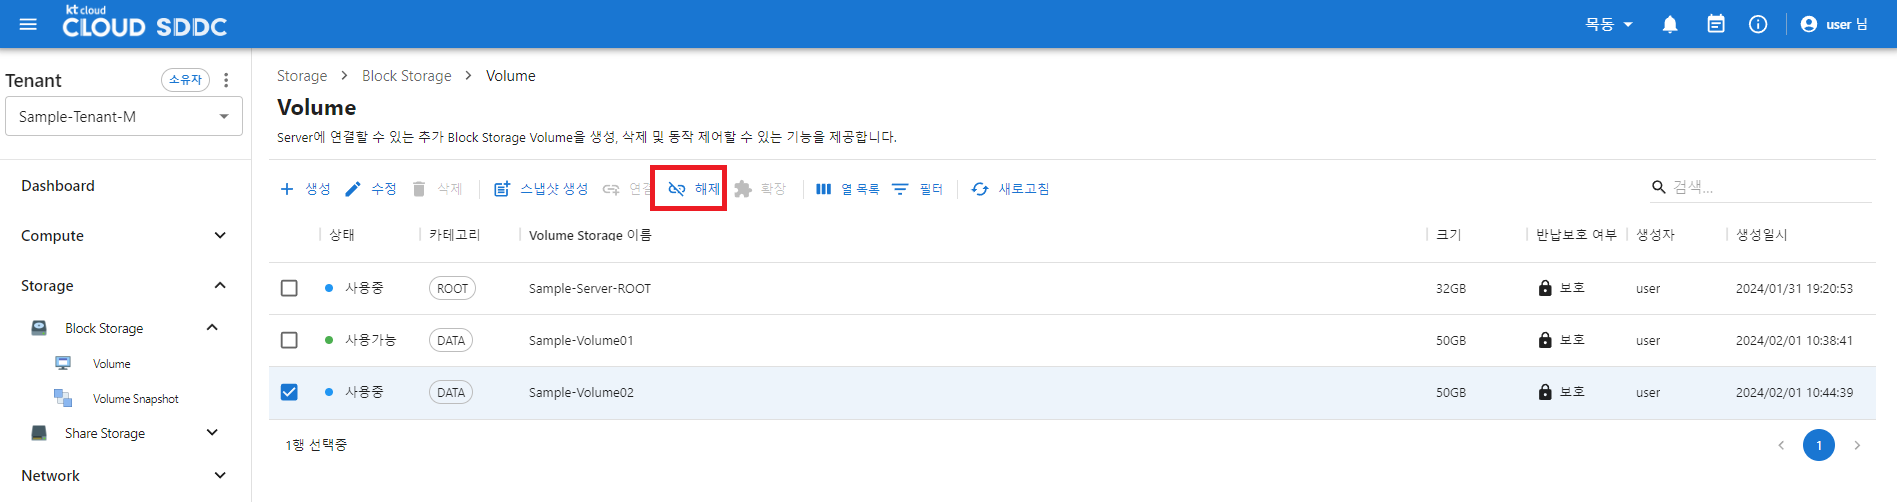 kt cloud
CLOUD SDDC
목동
user 님
Tenant
소유자
Sample-Tenant-M
Dashboard
Compute
Storage
Block Storage
Volume
Volume Snapshot
Share Storage
Network
Storage > Block Storage > Volume
Volume
Server에 연결할 수 있는 추가 Block Storage Volume을 생성, 삭제 및 동작 제어할 수 있는 기능을 제공합니다.
생성 수정 삭제 스냅샷 생성 연결 해제 확장 열 목록 필터 새로고침 검색...
상태 카테고리 Volume Storage 이름 크기 반납보호 여부 생성자 생성일시
사용중 ROOT Sample-Server-ROOT 32GB 보호 user 2024/01/31 19:20:53
사용가능 DATA Sample-Volume01 50GB 보호 user 2024/02/01 10:38:41
사용중 DATA Sample-Volume02 50GB 보호 user 2024/02/01 10:44:39
1행 선택중
1